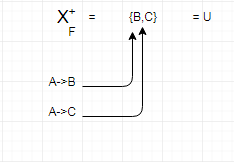 X+F = {B,C} = U
A->B
A->C